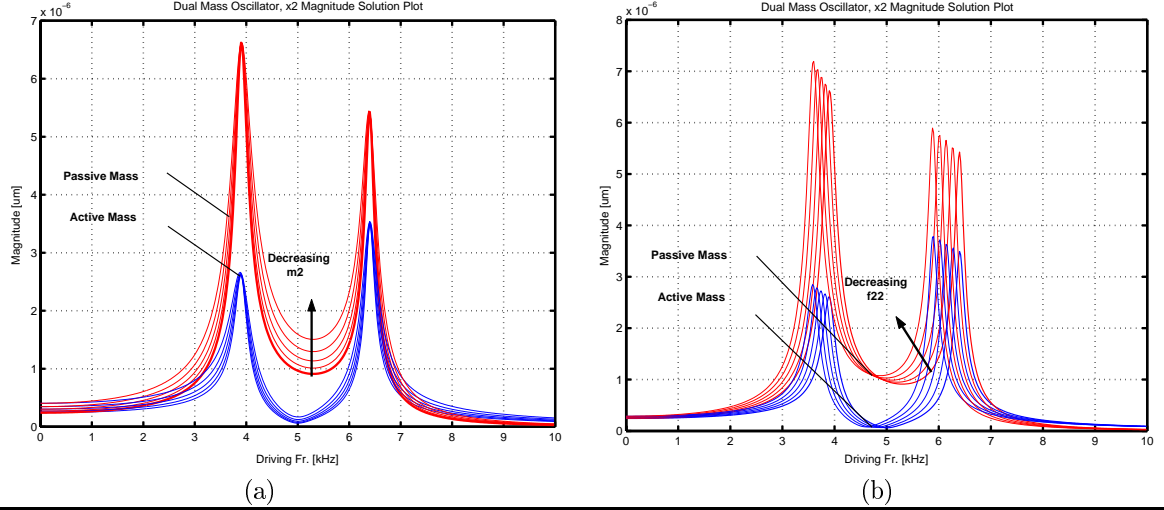 Dual Mass Oscillator, x2 Magnitude Solution Plot
x 10⁻⁶
7
6
5
4
3
2
1
0
Magnitude [um]
Passive Mass
Active Mass
Decreasing
m2
0 1 2 3 4 5 6 7 8 9 10
Driving Fr. [kHz]
(a)
Dual Mass Oscillator, x2 Magnitude Solution Plot
x 10⁻⁶
8
7
6
5
4
3
2
1
0
Magnitude [um]
Passive Mass
Active Mass
Decreasing
f22
0 1 2 3 4 5 6 7 8 9 10
Driving Fr. [kHz]
(b)